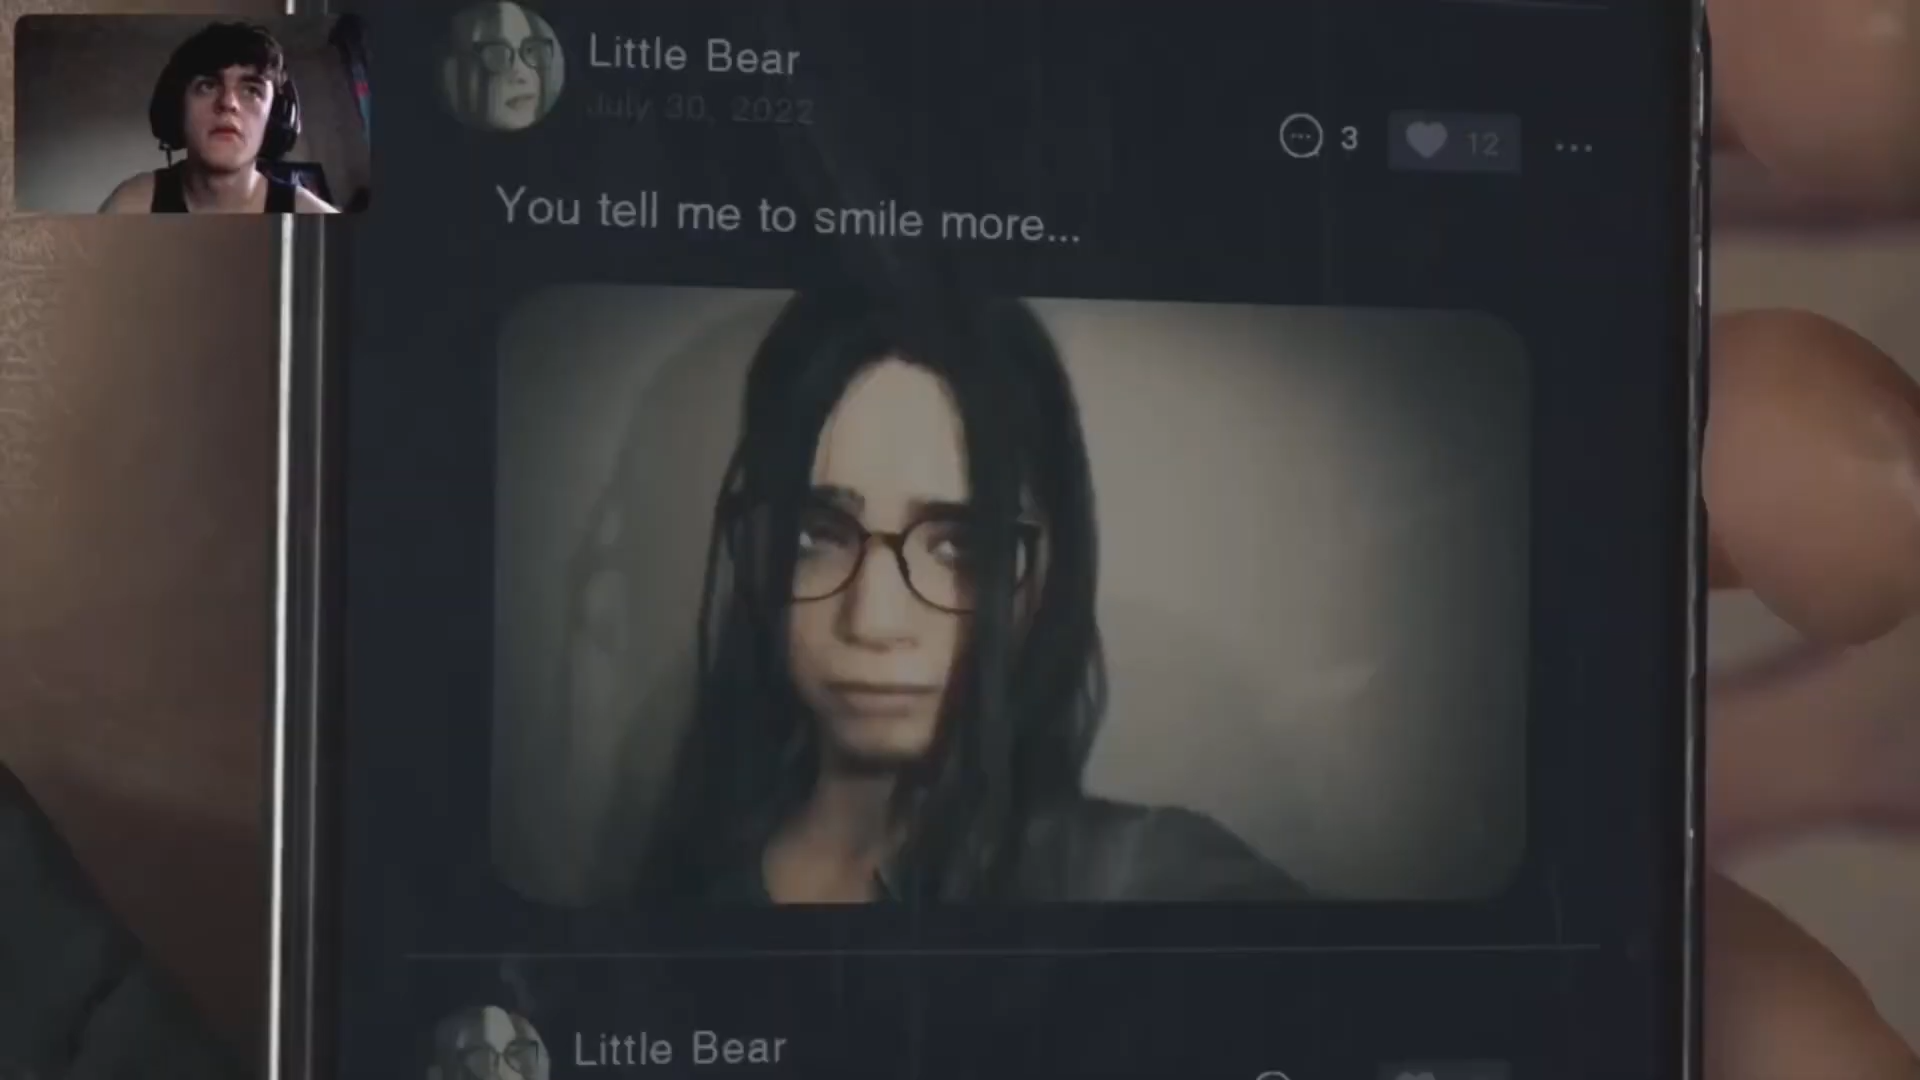 Little Bear
July 30, 2022
3
12
You tell me to smile more...
Little Bear